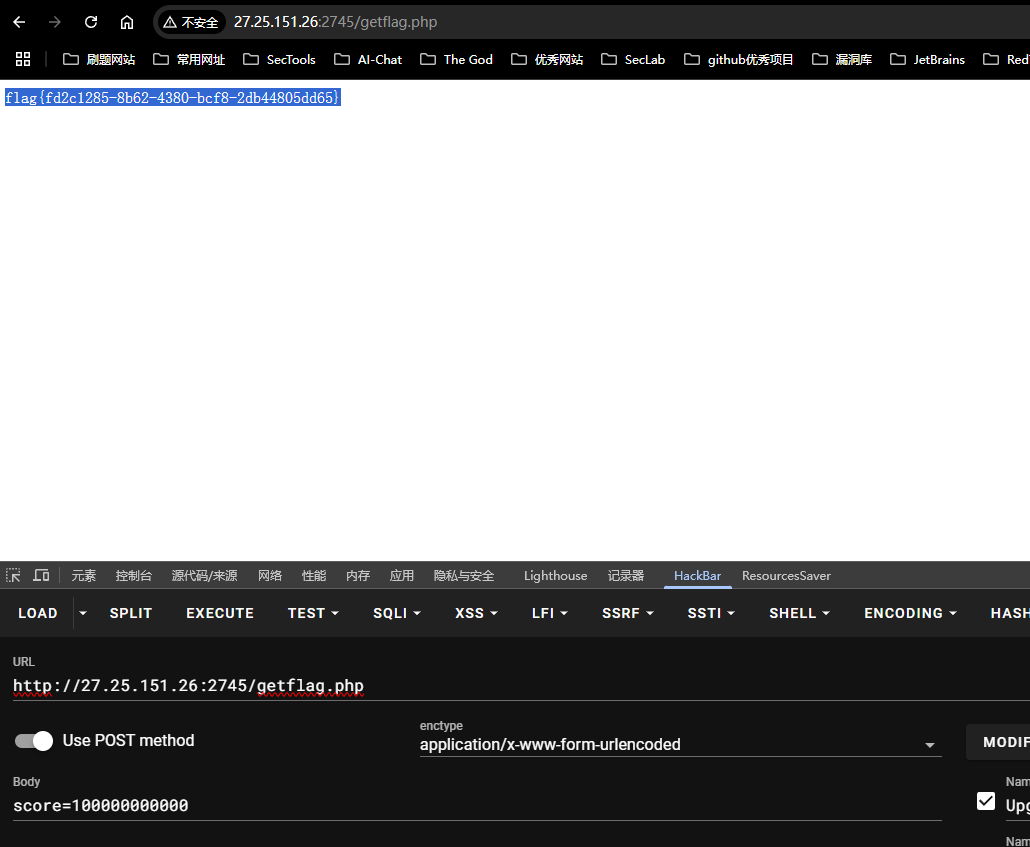 不安全 27.25.151.26:2745/getflag.php
刷题网站 常用网址 SecTools AI-Chat The God 优秀网站 SecLab github优秀项目 漏洞库 JetBrains Red
flag{fd2c1285-8b62-4380-bcf8-2db44805dd65}
元素 控制台 源代码/来源 网络 性能 内存 应用 隐私与安全 Lighthouse 记录器 HackBar ResourcesSaver
LOAD SPLIT EXECUTE TEST SQLI XSS LFI SSRF SSTI SHELL ENCODING HASH
URL
http://27.25.151.26:2745/getflag.php
Use POST method
enctype
application/x-www-form-urlencoded
MODIF
Body
score=100000000000
Nam
Upg
Nam